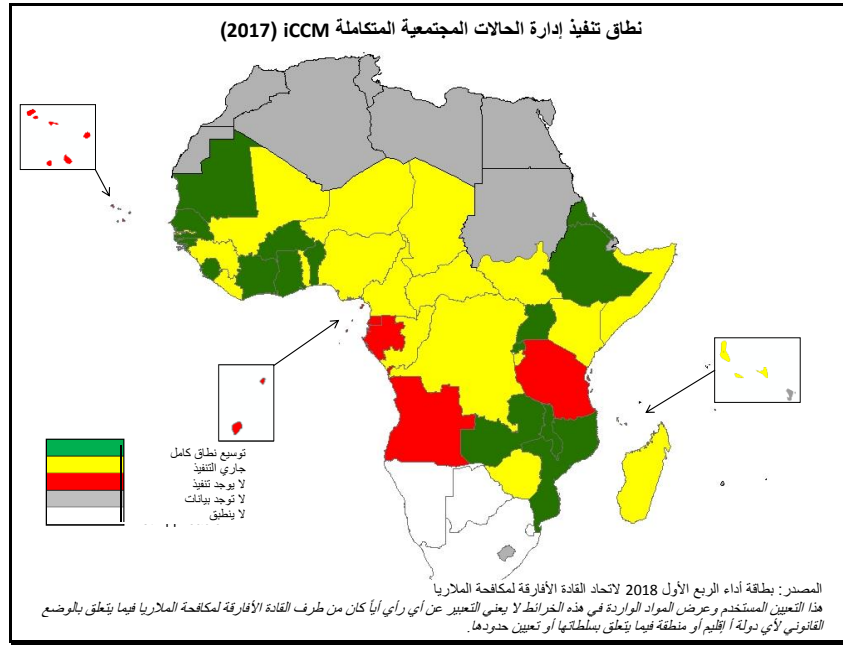 نطاق تنفيذ إدارة الحالات المجتمعية المتكاملة iCCM (2017)
توسيع نطاق كامل
جاري التنفيذ
لا يوجد تنفيذ
لا توجد بيانات
لا ينطبق
المصدر: بطاقة أداء الربع الأول 2018 لاتحاد القادة الأفارقة لمكافحة الملاريا
هذا التعيين المستخدم وعرض المواد الواردة في هذه الخرائط لا يعني التعبير عن أي رأي أياً كان من طرف القادة الأفارقة لمكافحة الملاريا فيما يتعلق بالوضع
القانوني لأي دولة أ إقليم أو منطقة فيما يتعلق بسلطاتها أو تعيين حدودها.